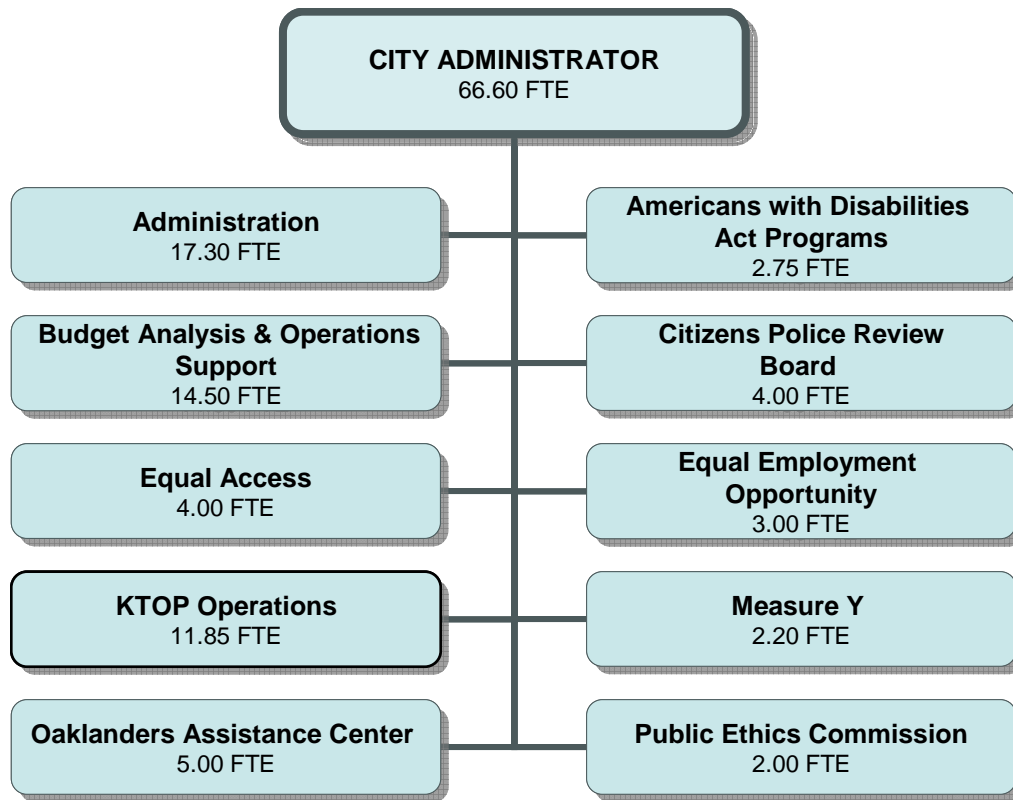 CITY ADMINISTRATOR
66.60 FTE
Administration
17.30 FTE
Americans with Disabilities
Act Programs
2.75 FTE
Budget Analysis & Operations
Support
14.50 FTE
Citizens Police Review
Board
4.00 FTE
Equal Access
4.00 FTE
Equal Employment
Opportunity
3.00 FTE
KTOP Operations
11.85 FTE
Measure Y
2.20 FTE
Oaklanders Assistance Center
5.00 FTE
Public Ethics Commission
2.00 FTE